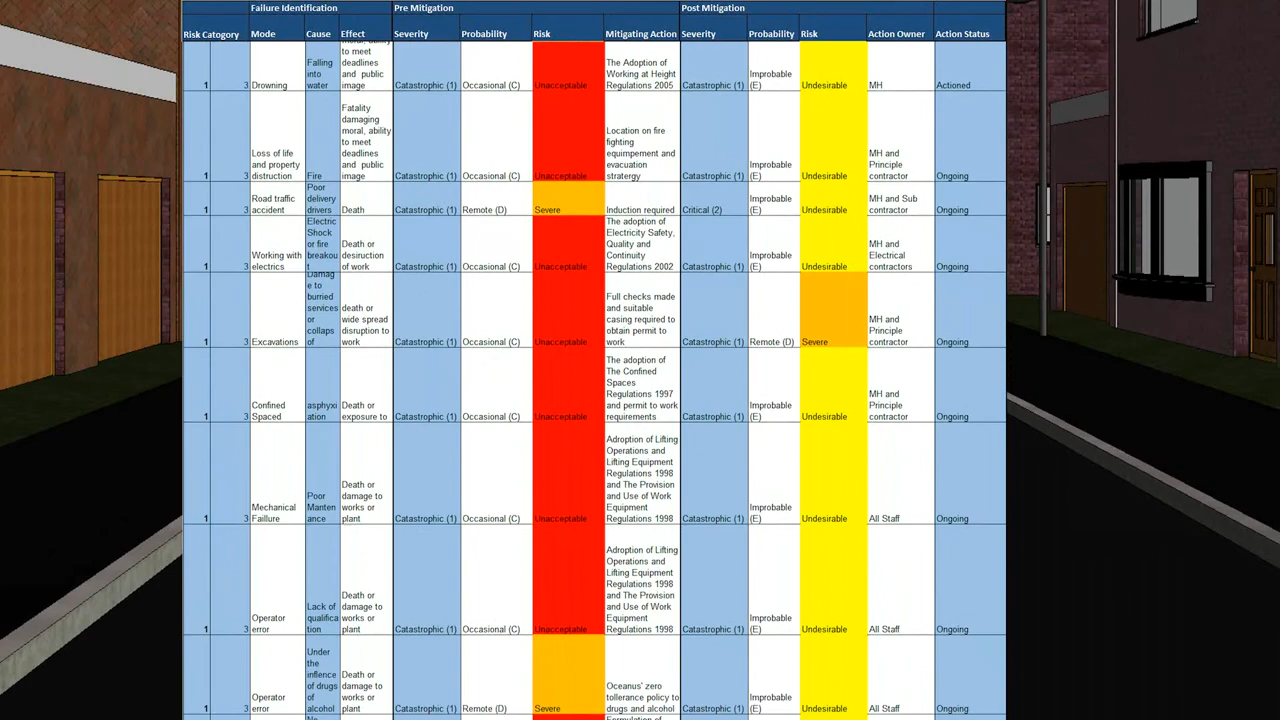 Failure Identification
Pre Mitigation
Post Mitigation
Risk Category
Mode
Cause
Effect
Severity
Probability
Risk
Mitigating Action
Severity
Probability
Risk
Action Owner
Action Status
1
3
Drowning
Falling
into
water
to meet
deadlines
and public
image
Catastrophic (1)
Occasional (C)
Unacceptable
The Adoption of
Working at Height
Regulations 2005
Catastrophic (1)
Improbable
(E)
Undesirable
MH
Actioned
1
3
Loss of life
and property
distruction
Fire
Fatality
damaging
moral, ability
to meet
deadlines
and public
image
Catastrophic (1)
Occasional (C)
Unacceptable
Location on fire
fighting
equimpement and
evacuation
strategy
Catastrophic (1)
Improbable
(E)
Undesirable
MH and
Principle
contractor
Ongoing
1
3
Road traffic
accident
Poor
delivery
drivers
Death
Catastrophic (1)
Remote (D)
Severe
Induction required
Critical (2)
Improbable
(E)
Undesirable
MH and Sub
contractor
Ongoing
1
3
Working with
electrics
Electric
Shock
or fire
breakou
t
Death or
desiruction
of work
Catastrophic (1)
Occasional (C)
Unacceptable
The adoption of
Electricity Safety,
Quality and
Continuity
Regulations 2002
Catastrophic (1)
Improbable
(E)
Undesirable
MH and
Electrical
contractors
Ongoing
1
3
Excavations
Damag
e to
burried
services
or
collaps
of
death or
wide spread
disruption to
work
Catastrophic (1)
Occasional (C)
Unacceptable
Full checks made
and suitable
casing required to
obtain permit to
work
Catastrophic (1)
Remote (D)
Severe
MH and
Principle
contractor
Ongoing
1
3
Confined
Spaced
asphyxi
ation
Death or
exposure to
Catastrophic (1)
Occasional (C)
Unacceptable
The adoption of
The Confined
Spaces
Regulations 1997
and permit to work
requirements
Catastrophic (1)
Improbable
(E)
Undesirable
MH and
Principle
contractor
Ongoing
1
3
Mechanical
Faillure
Poor
Manten
ance
Death or
damage to
works or
plant
Catastrophic (1)
Occasional (C)
Unacceptable
Adroption of Lifting
Operations and
Lifting Equipment
Regulations 1998
and The Provision
and Use of Work
Equipment
Regulations 1998
Catastrophic (1)
Improbable
(E)
Undesirable
All Staff
Ongoing
1
3
Operator
error
Lack of
qualifica
tion
Death or
damage to
works or
plant
Catastrophic (1)
Occasional (C)
Unacceptable
Adroption of Lifting
Operations and
Lifting Equipment
Regulations 1998
and The Provision
and Use of Work
Equipment
Regulations 1998
Catastrophic (1)
Improbable
(E)
Undesirable
All Staff
Ongoing
1
3
Operator
error
Under
the
inflence
of drugs
of
alcohol
Death or
damage to
works or
plant
Catastrophic (1)
Remote (D)
Severe
Oceanus' zero
tollerance policy to
drugs and alcohol
Catastrophic (1)
Improbable
(E)
Undesirable
All Staff
Ongoing